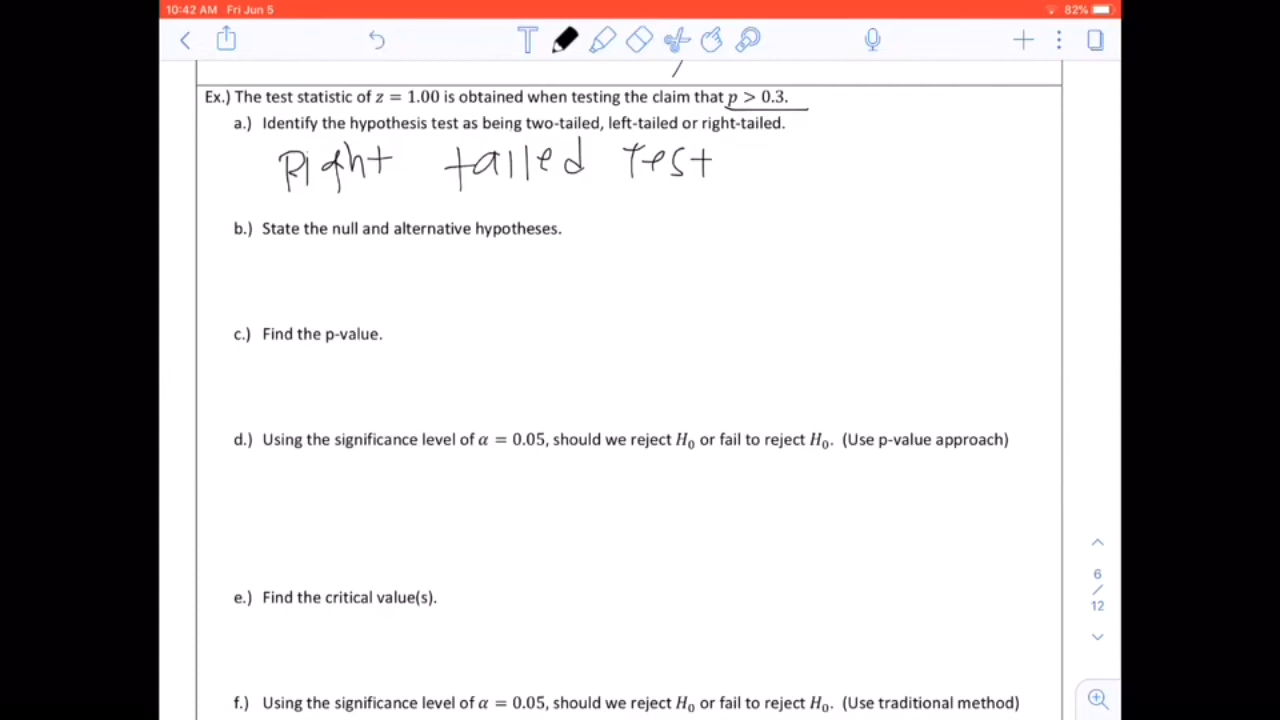 10:42 AM Fri Jun 5 82%
Ex.) The test statistic of z = 1.00 is obtained when testing the claim that p > 0.3.
a.) Identify the hypothesis test as being two-tailed, left-tailed or right-tailed.
Right tailed Test
b.) State the null and alternative hypotheses.
c.) Find the p-value.
d.) Using the significance level of α = 0.05, should we reject H₀ or fail to reject H₀. (Use p-value approach)
6
/
12
e.) Find the critical value(s).
f.) Using the significance level of α = 0.05, should we reject H₀ or fail to reject H₀. (Use traditional method)